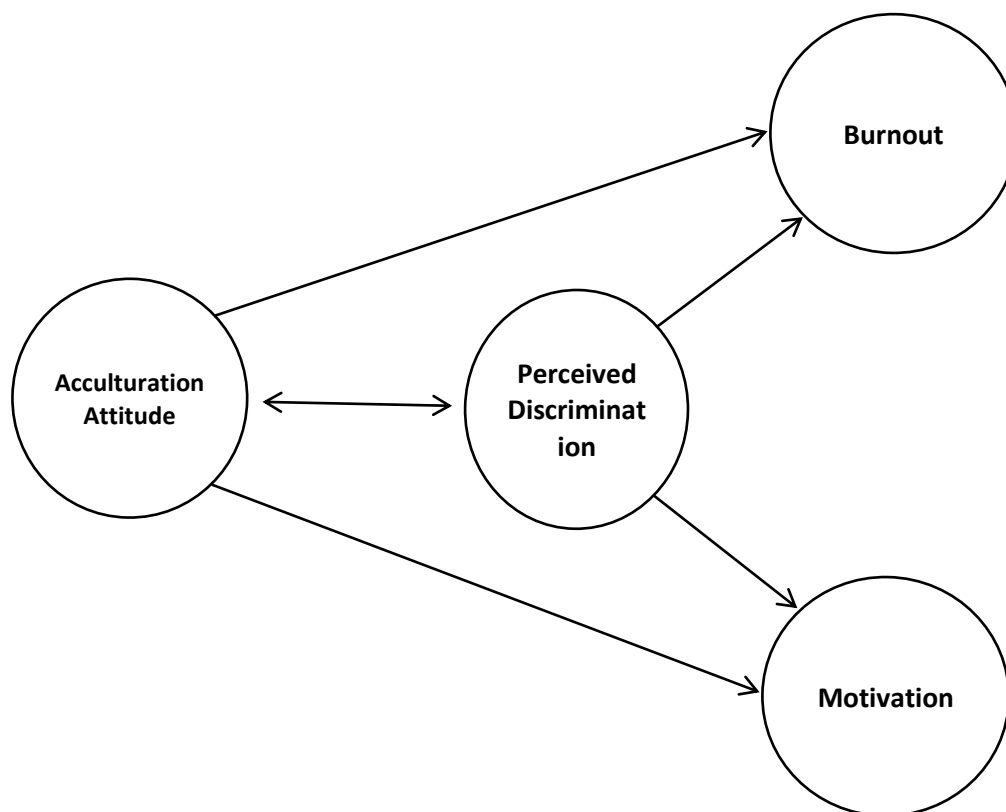 Burnout
Acculturation
Attitude
Perceived
Discriminat
ion
Motivation